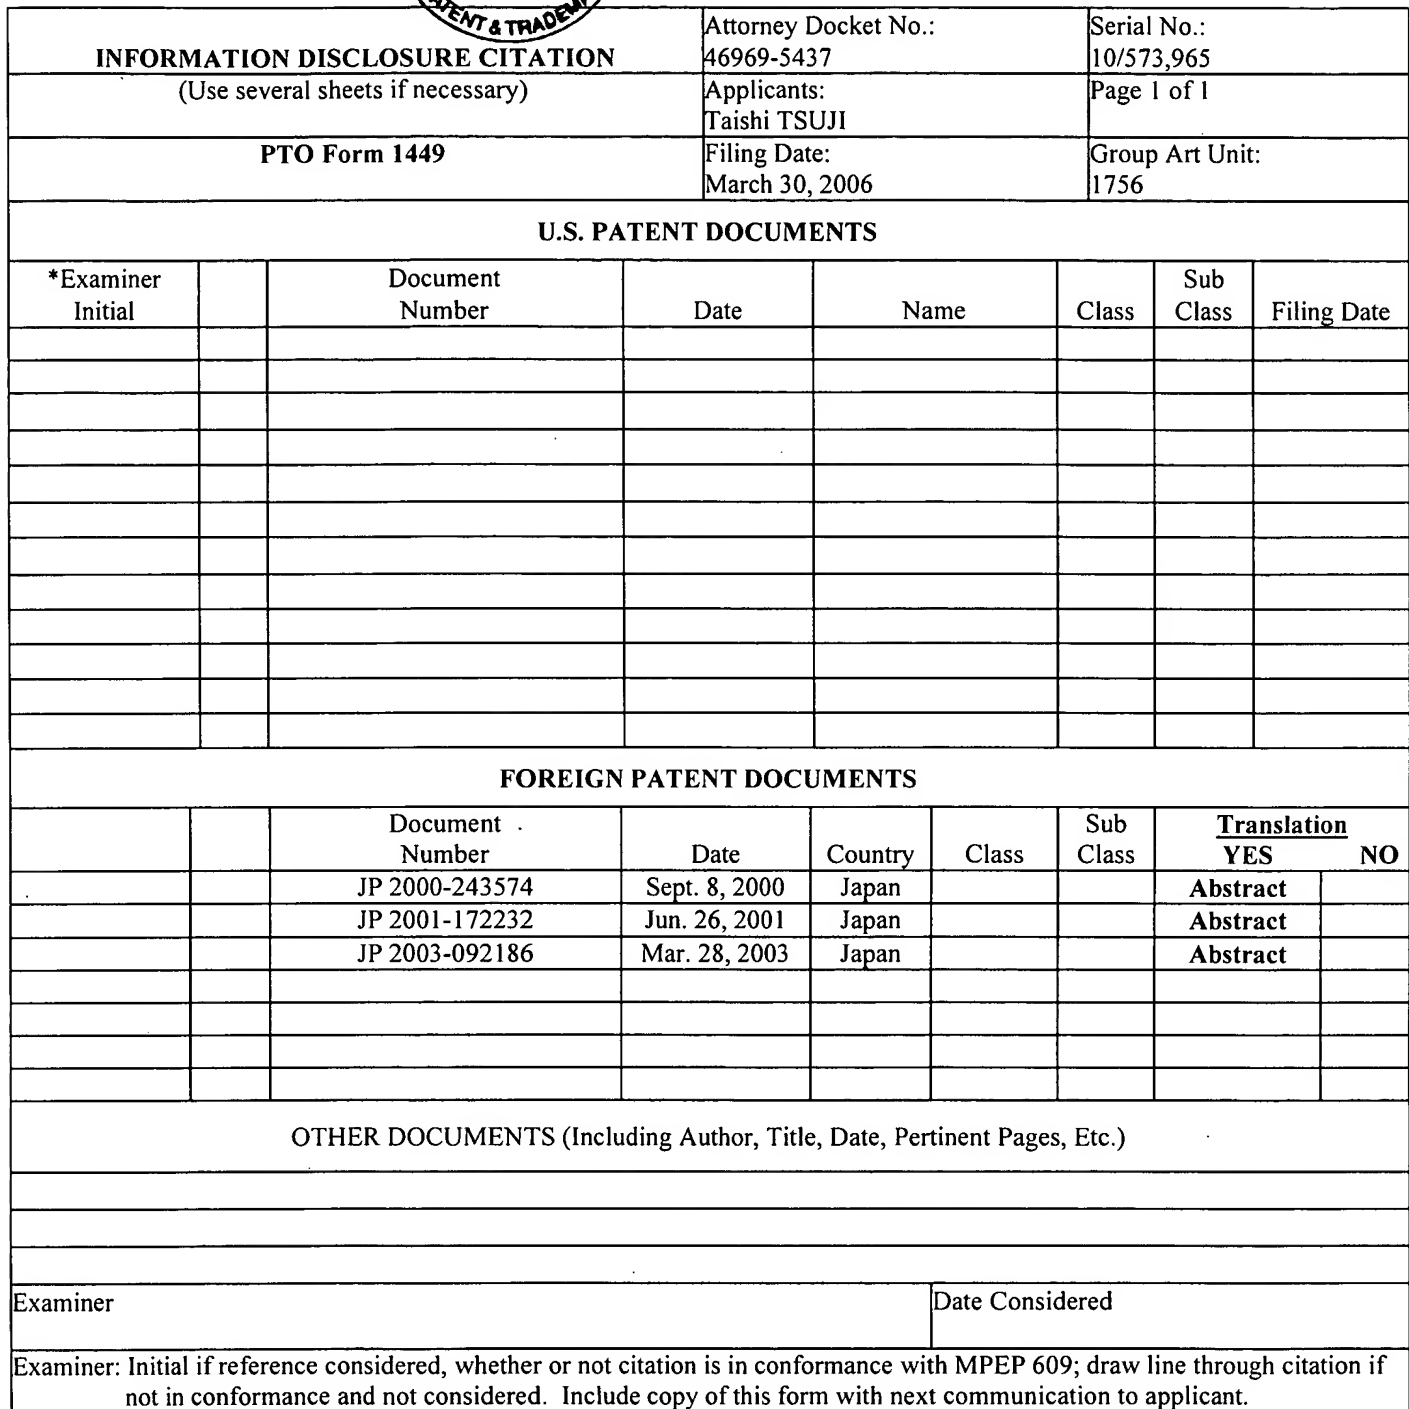 PATENT & TRADEM
INFORMATION DISCLOSURE CITATION
(Use several sheets if necessary)
PTO Form 1449
Attorney Docket No.:
46969-5437
Serial No.:
10/573,965
Applicants:
Taishi TSUJI
Page 1 of 1
Filing Date:
March 30, 2006
Group Art Unit:
1756
U.S. PATENT DOCUMENTS
*Examiner Initial Document Number Date Name Class Sub Class Filing Date
FOREIGN PATENT DOCUMENTS
Document Number Date Country Class Sub Class Translation YES NO
JP 2000-243574 Sept. 8, 2000 Japan Abstract
JP 2001-172232 Jun. 26, 2001 Japan Abstract
JP 2003-092186 Mar. 28, 2003 Japan Abstract
OTHER DOCUMENTS (Including Author, Title, Date, Pertinent Pages, Etc.)
Examiner Date Considered
Examiner: Initial if reference considered, whether or not citation is in conformance with MPEP 609; draw line through citation if
not in conformance and not considered. Include copy of this form with next communication to applicant.